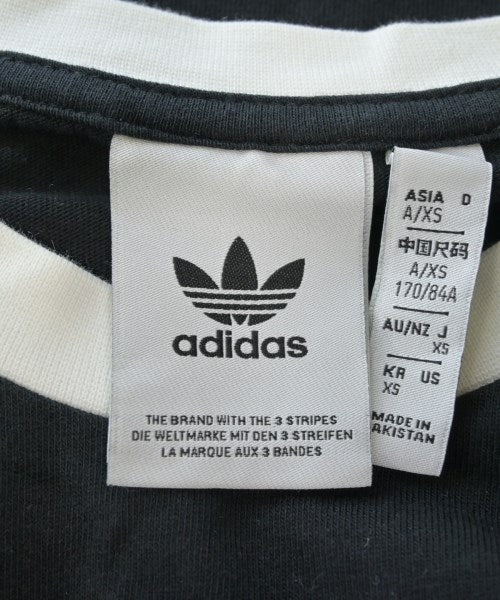 adidas
THE BRAND WITH THE 3 STRIPES
DIE WELTMARKE MIT DEN 3 STREIFEN
LA MARQUE AUX 3 BANDES
ASIA D
A/XS
中国尺码
A/XS
170/84A
AU/NZ J
XS
KR US
XS
MADE IN